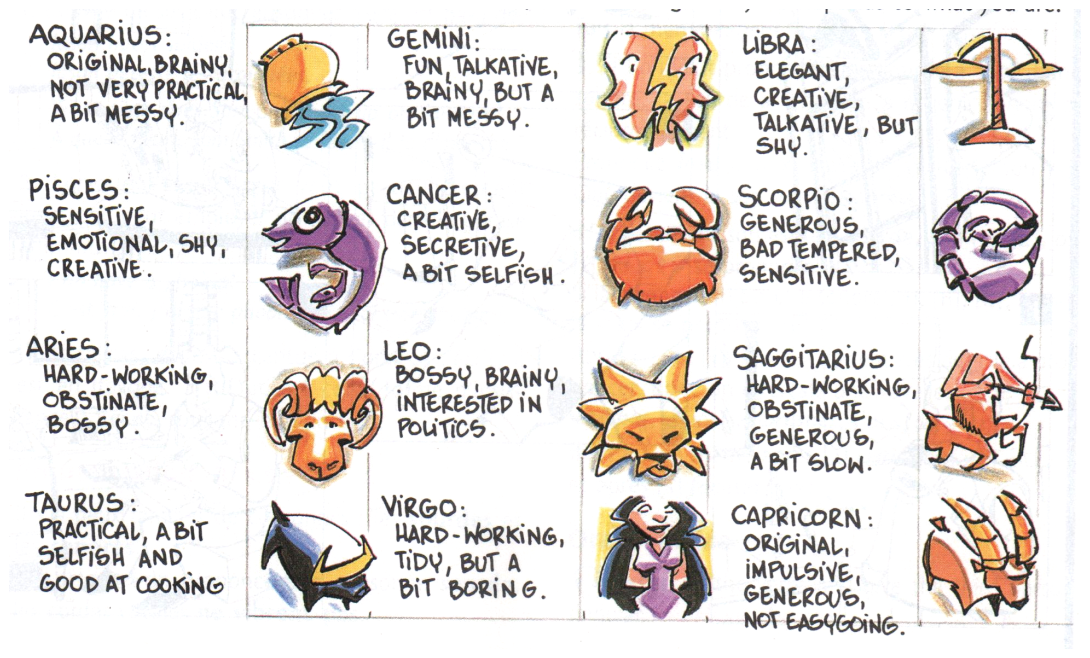 what you are.
AQUARIUS:
ORIGINAL, BRAINY,
NOT VERY PRACTICAL,
A BIT MESSY.
PISCES:
SENSITIVE,
EMOTIONAL, SHY,
CREATIVE.
ARIES:
HARD-WORKING,
OBSTINATE,
BOSSY.
TAURUS:
PRACTICAL, A BIT
SELFISH AND
GOOD AT COOKING
GEMINI:
FUN, TALKATIVE,
BRAINY, BUT A
BIT MESSY.
CANCER:
CREATIVE,
SECRETIVE,
A BIT SELFISH.
LEO:
BOSSY, BRAINY,
INTERESTED IN
POLITICS.
VIRGO:
HARD-WORKING,
TIDY, BUT A
BIT BORING.
LIBRA:
ELEGANT,
CREATIVE,
TALKATIVE, BUT
SHY.
SCORPIO:
GENEROUS,
BAD TEMPERED,
SENSITIVE.
SAGGITARIUS:
HARD-WORKING,
OBSTINATE,
GENEROUS,
A BIT SLOW.
CAPRICORN:
ORIGINAL,
IMPULSIVE,
GENEROUS,
NOT EASYGOING.